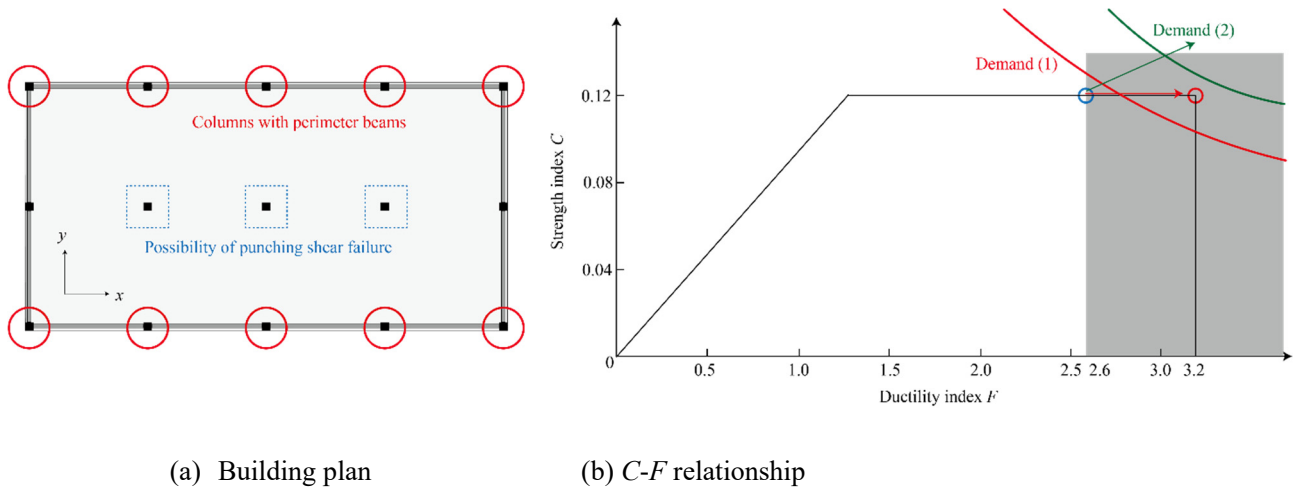 Columns with perimeter beams
Possibility of punching shear failure
y
x
Strength index C
0.12
0.08
0.04
0
0.5
1.0
1.5
2.0
2.5
2.6
3.0
3.2
Ductility index F
Demand (1)
Demand (2)
(a) Building plan
(b) C-F relationship